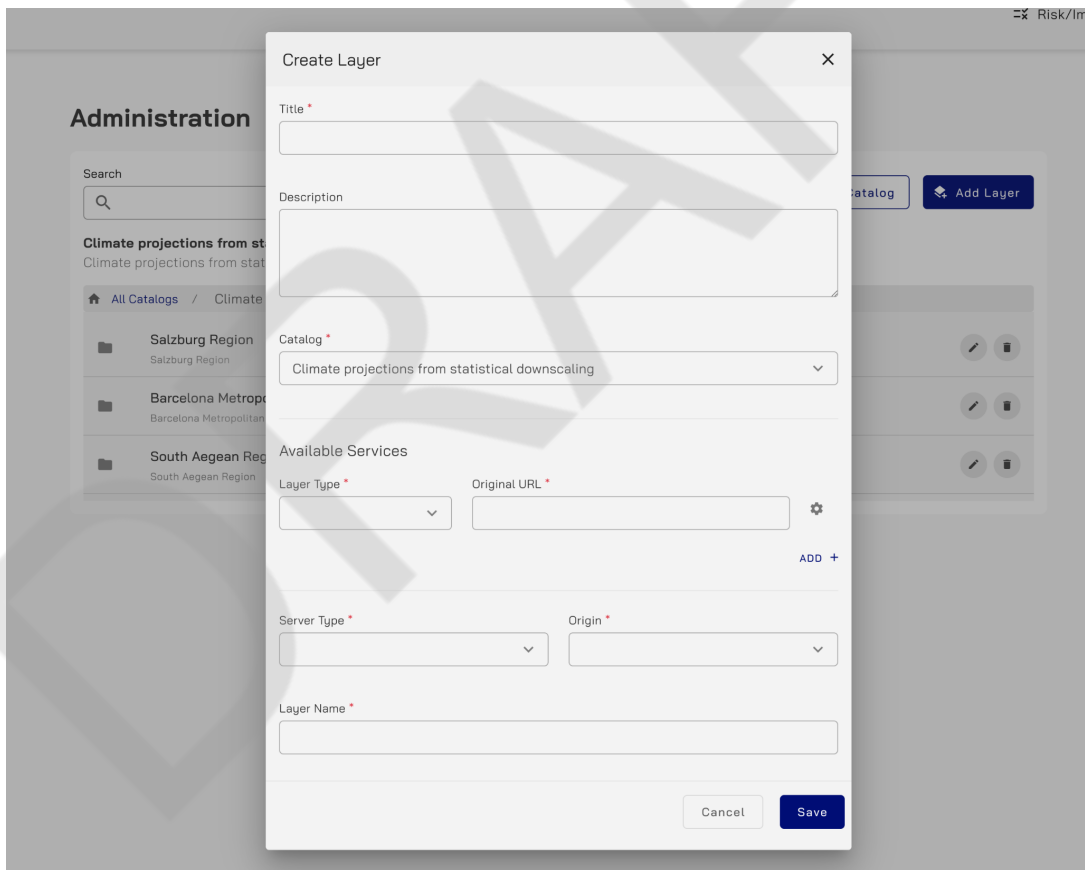 Risk/Im
Create Layer
Administration
Title *
Search
Description
Catalog
Add Layer
Climate projections from st
Climate projections from stat
All Catalogs / Climate
Salzburg Region
Salzburg Region
Catalog *
Climate projections from statistical downscaling
Barcelona Metropo
Barcelona Metropolitan
Available Services
South Aegean Reg
South Aegean Region
Layer Type *
Original URL *
ADD +
Server Type *
Origin *
Layer Name *
Cancel
Save
DRAF